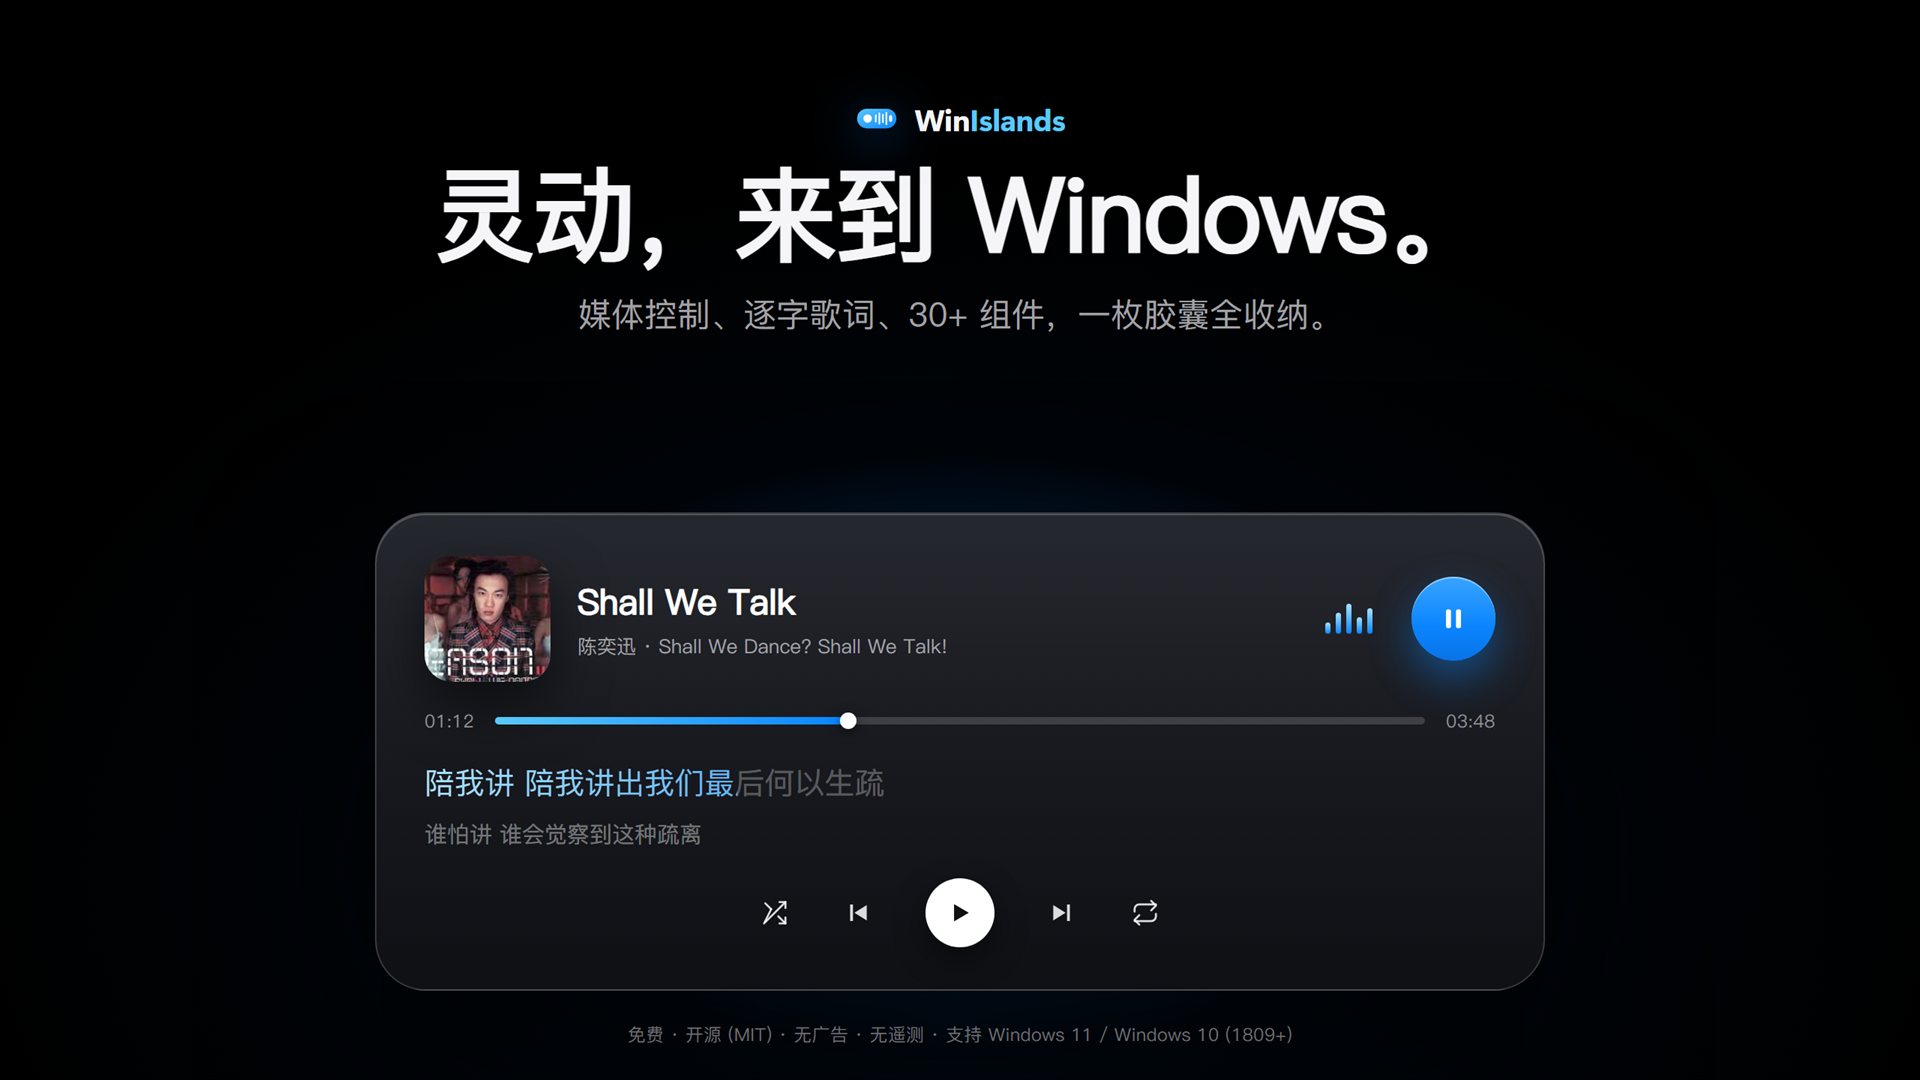 WinIslands
灵动，来到 Windows。
媒体控制、逐字歌词、30+ 组件，一枚胶囊全收纳。
EASON
Shall We Talk
陈奕迅 · Shall We Dance? Shall We Talk!
01:12
03:48
陪我讲 陪我讲出我们最后何以生疏
谁怕讲 谁会觉察到这种疏离
免费 · 开源 (MIT) · 无广告 · 无遥测 · 支持 Windows 11 / Windows 10 (1809+)